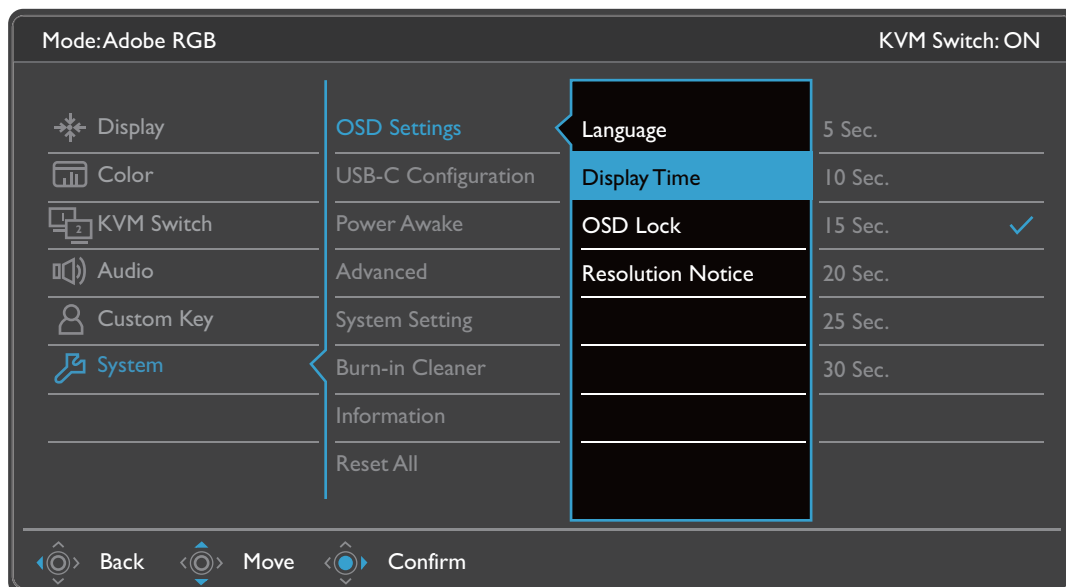 Mode: Adobe RGB
KVM Switch: ON
Display
Color
1
2
KVM Switch
Audio
Custom Key
System
OSD Settings
USB-C Configuration
Power Awake
Advanced
System Setting
Burn-in Cleaner
Information
Reset All
Language
Display Time
OSD Lock
Resolution Notice
5 Sec.
10 Sec.
15 Sec.
20 Sec.
25 Sec.
30 Sec.
Back
Move
Confirm